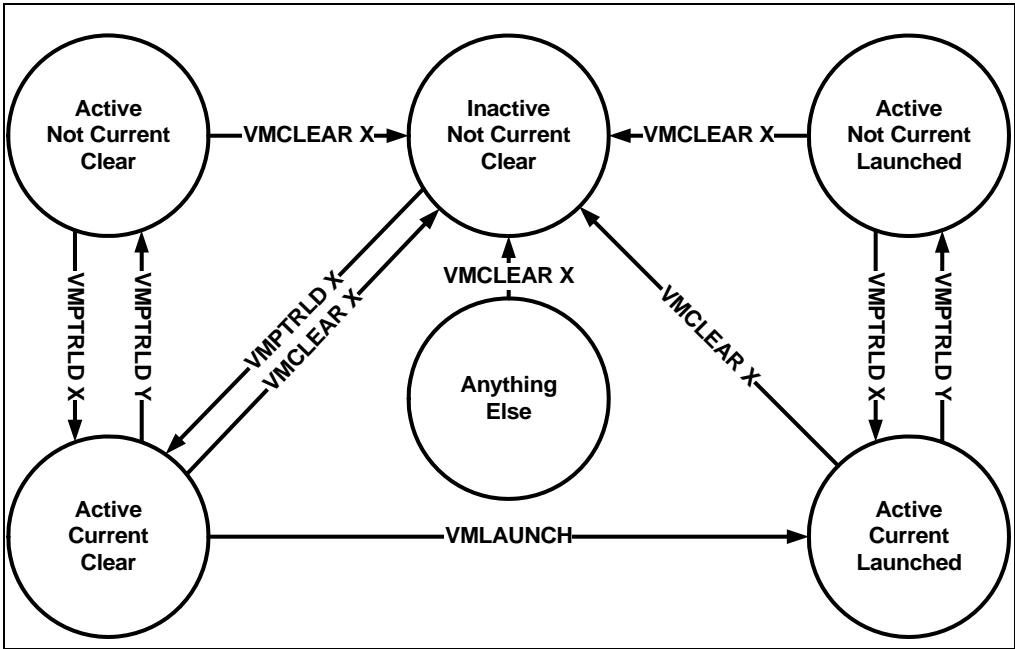 Active
Not Current
Clear
VMCLEAR X
Inactive
Not Current
Clear
VMCLEAR X
Active
Not Current
Launched
VMPTRLD X
VMPTRLD Y
VMPTRLD X
VMCLEAR X
VMCLEAR X
Anything
Else
VMCLEAR X
VMPTRLD X
VMPTRLD Y
Active
Current
Clear
VMLAUNCH
Active
Current
Launched